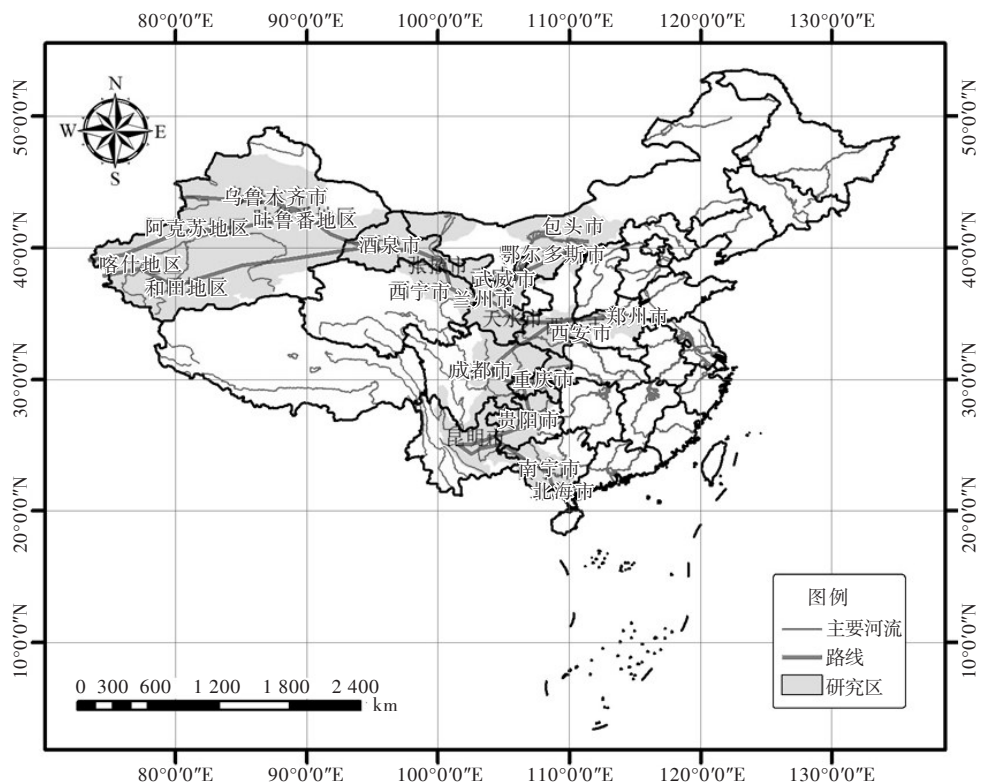 80°0′0″E 90°0′0″E 100°0′0″E 110°0′0″E 120°0′0″E 130°0′0″E
N
W E
S
50°0′0″N 50°0′0″N
乌鲁木齐市
吐鲁番地区
阿克苏地区
包头市
40°0′0″N 40°0′0″N
酒泉市
鄂尔多斯市
喀什地区
武威市
和田地区
西宁市
兰州市
天水市
郑州市
西安市
成都市
重庆市
30°0′0″N 30°0′0″N
贵阳市
昆明市
南宁市
北海市
20°0′0″N 20°0′0″N
图例
主要河流
路线
研究区
10°0′0″N 10°0′0″N
0 300 600 1 200 1 800 2 400
km
80°0′0″E 90°0′0″E 100°0′0″E 110°0′0″E 120°0′0″E 130°0′0″E